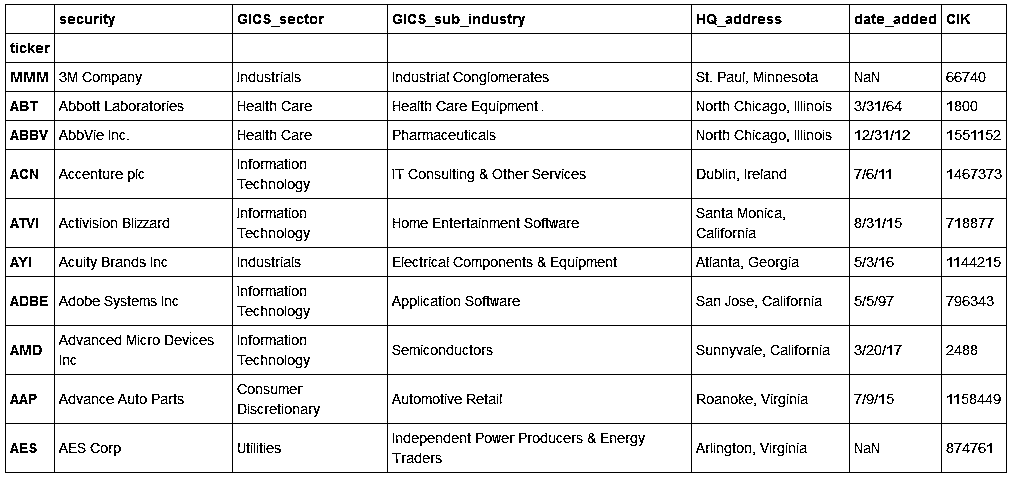 security GICS_sector GICS_sub_industry HQ_address date_added CIK
ticker
MMM 3M Company Industrials Industrial Conglomerates St. Paul, Minnesota NaN 66740
ABT Abbott Laboratories Health Care Health Care Equipment . North Chicago, Illinois 3/31/64 1800
ABBV AbbVie Inc. Health Care Pharmaceuticals North Chicago, Illinois 12/31/12 1551152
ACN Accenture plc Information Technology IT Consulting & Other Services Dublin, Ireland 7/6/11 1467373
ATVI Activision Blizzard Information Technology Home Entertainment Software Santa Monica, California 8/31/15 718877
AYI Acuity Brands Inc Industrials Electrical Components & Equipment Atlanta, Georgia 5/3/16 1144215
ADBE Adobe Systems Inc Information Technology Application Software San Jose, California 5/5/97 796343
AMD Advanced Micro Devices Inc Information Technology Semiconductors Sunnyvale, California 3/20/17 2488
AAP Advance Auto Parts Consumer Discretionary Automotive Retail Roanoke, Virginia 7/9/15 1158449
AES AES Corp Utilities Independent Power Producers & Energy Traders Arlington, Virginia NaN 874761